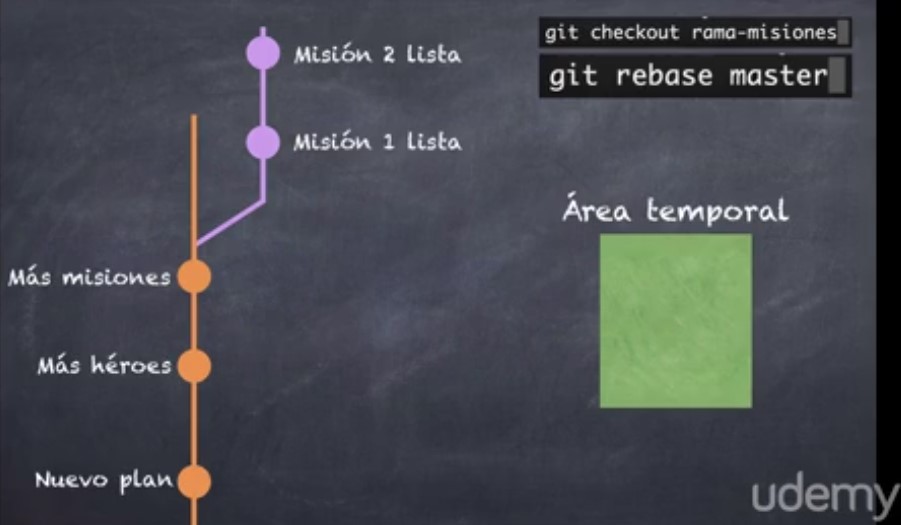 git checkout rama-misiones
git rebase master
Misión 2 lista
Misión 1 lista
Área temporal
Más misiones
Más héroes
Nuevo plan
udemy